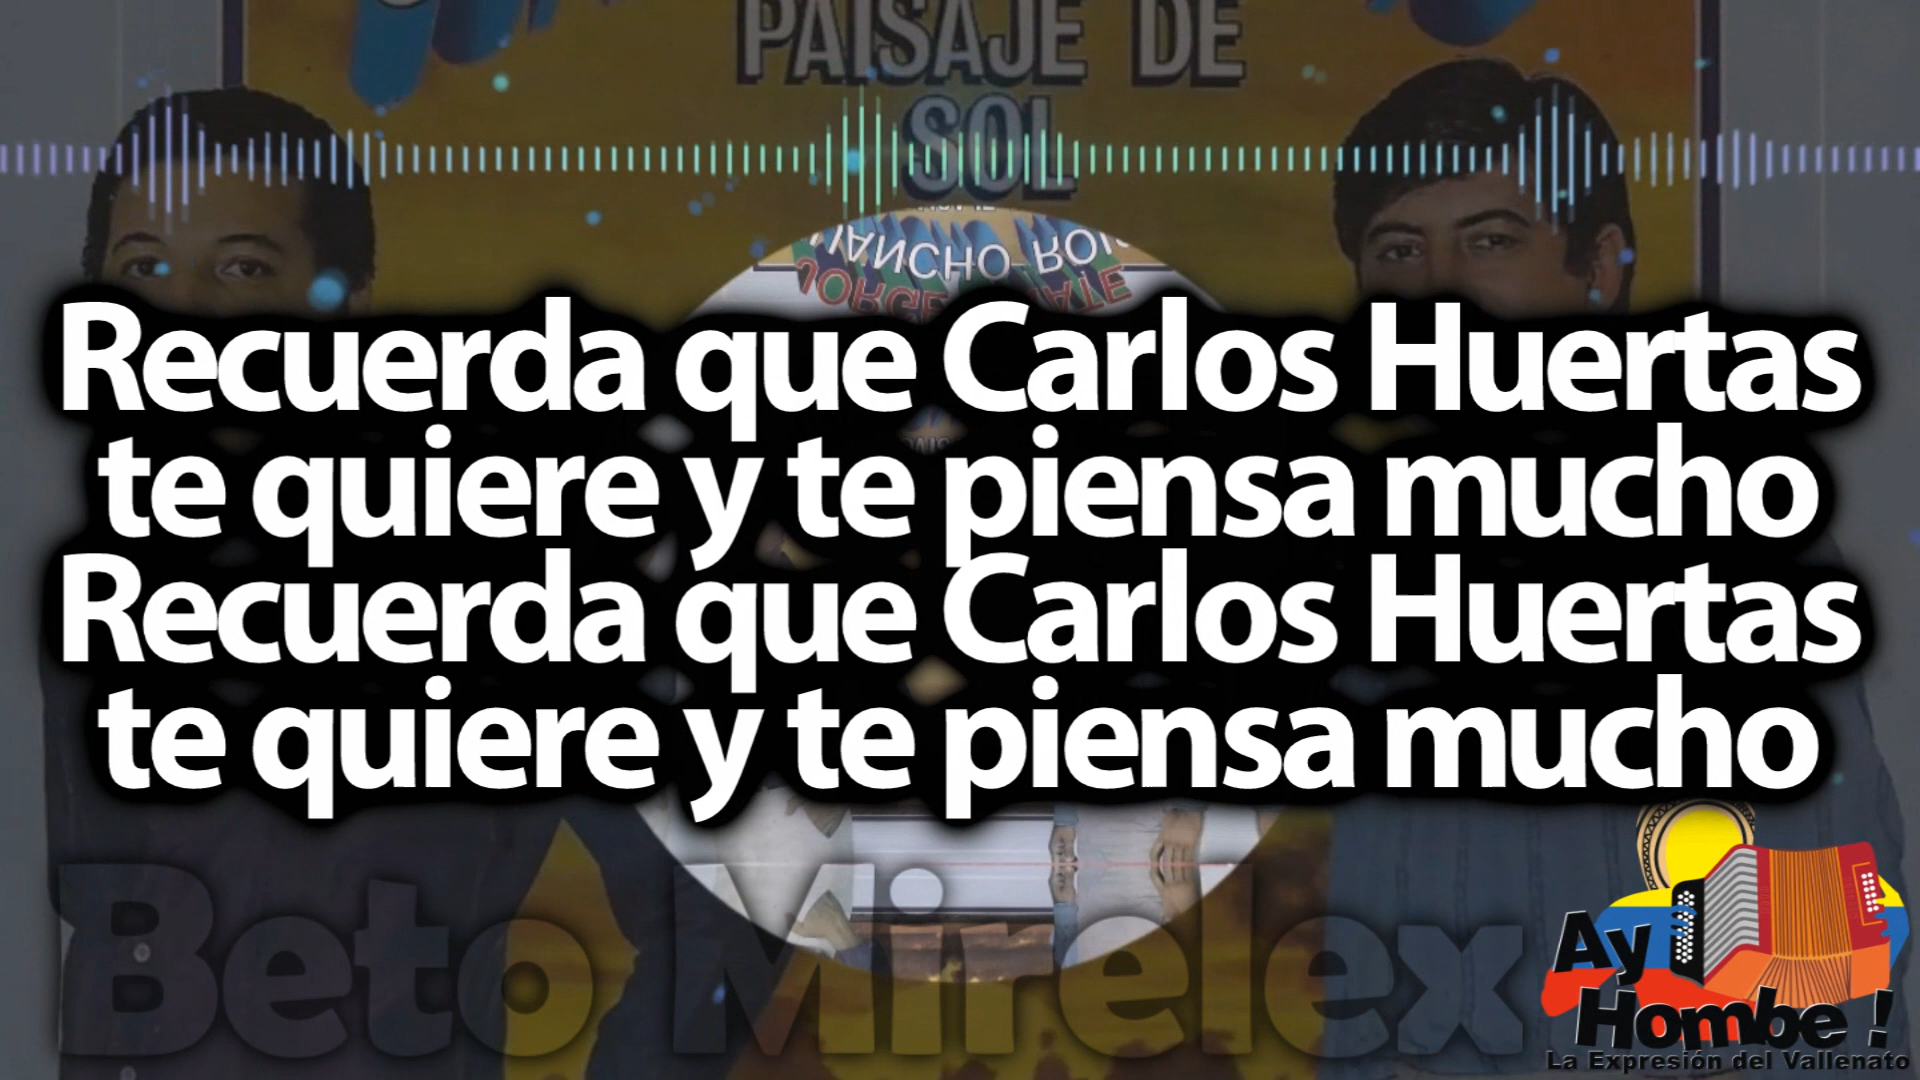 PAISAJE DE
SOL
Recuerda que Carlos Huertas
te quiere y te piensa mucho
Recuerda que Carlos Huertas
te quiere y te piensa mucho
Beto Mirelex
Ay
Hombe !
La Expresión del Vallenato